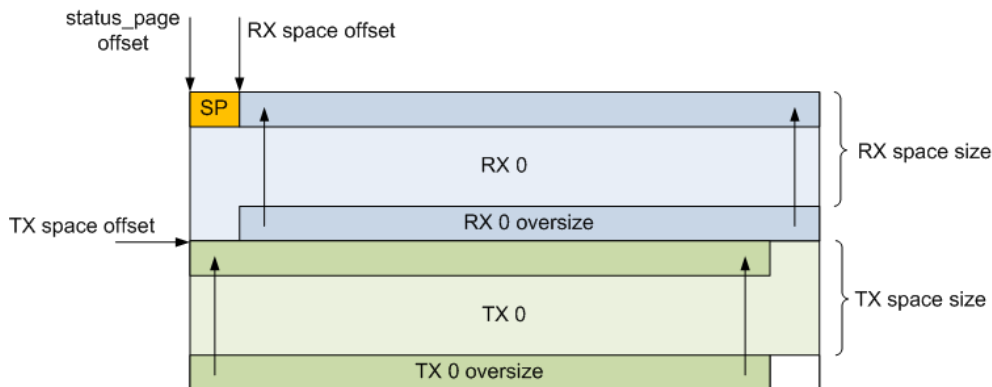 status_page
offset
RX space offset
SP
RX 0
RX space size
RX 0 oversize
TX space offset
TX 0
TX space size
TX 0 oversize